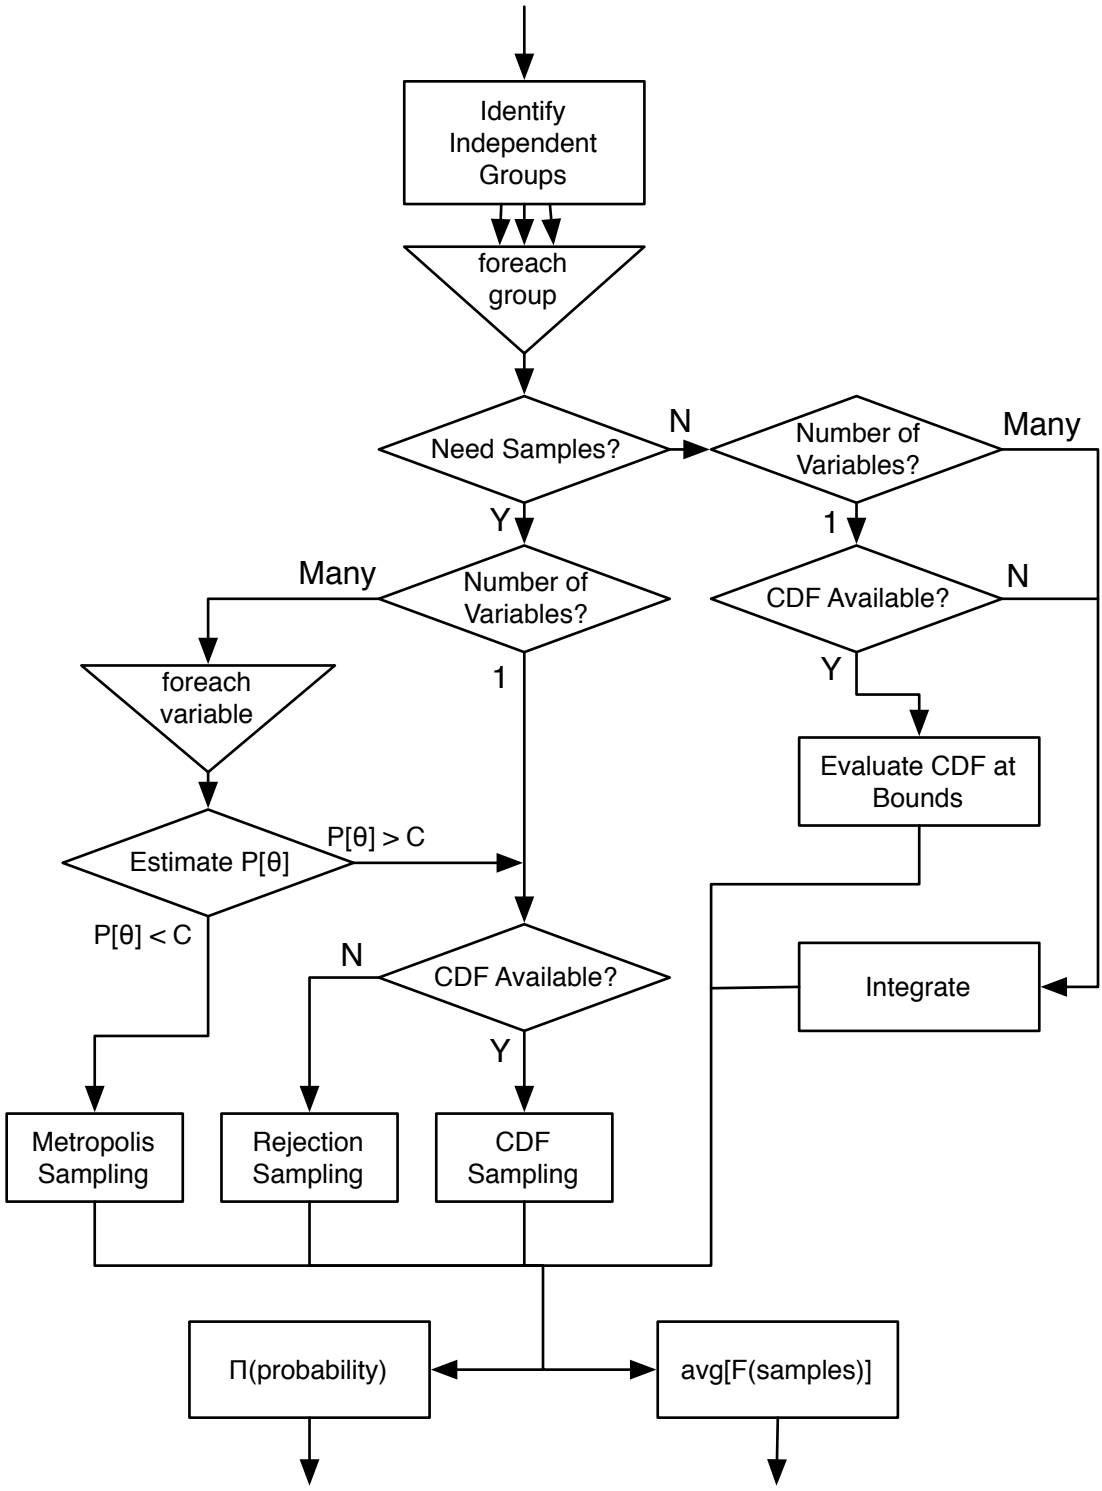 Identify
Independent
Groups
foreach
group
Need Samples?
N
Number of
Variables?
Many
Y
1
Many
Number of
Variables?
CDF Available?
N
1
Y
foreach
variable
Evaluate CDF at
Bounds
Estimate P[θ]
P[θ] > C
P[θ] < C
N
CDF Available?
Integrate
Y
Metropolis
Sampling
Rejection
Sampling
CDF
Sampling
Π(probability)
avg[F(samples)]